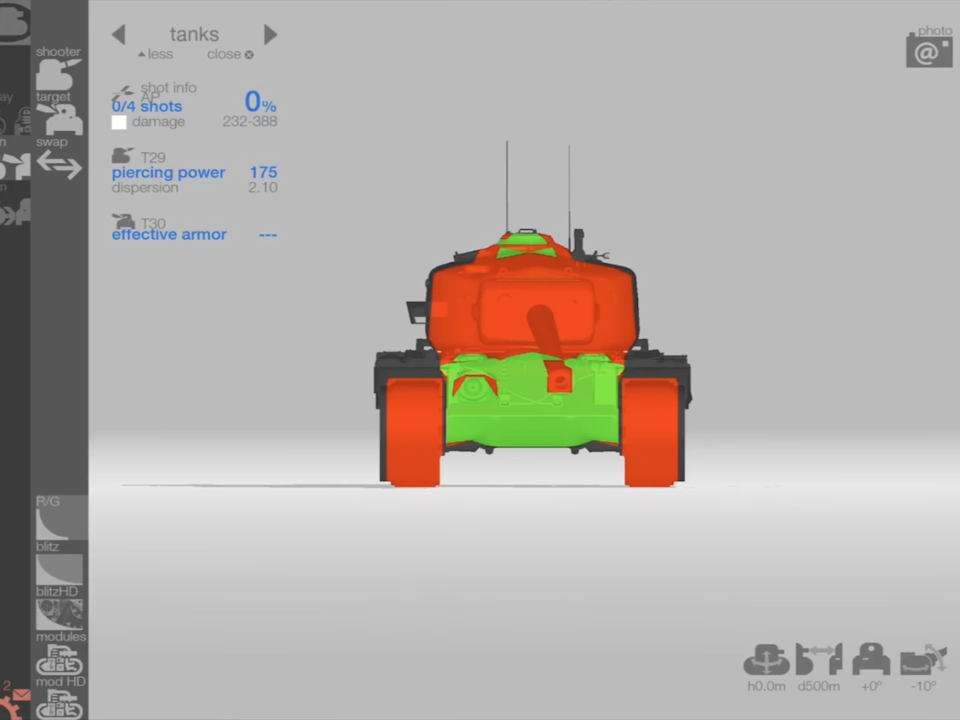 tanks
less close
shot info
AP
0/4 shots 0%
damage 232-388
T29
piercing power 175
dispersion 2.10
T30
effective armor ---
photo
@
shooter
target
swap
R/G
blitz
blitzHD
modules
mod HD
2
h0.0m d500m +0° -10°